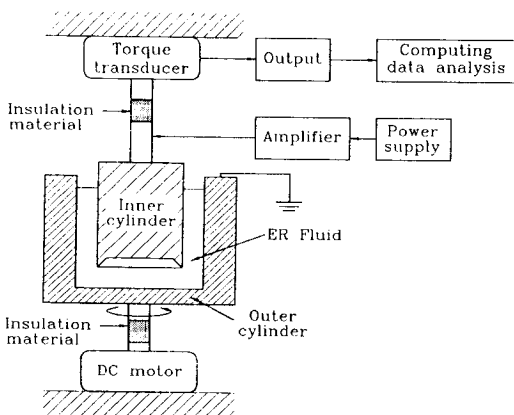 Torque
transducer
Output
Computing
data analysis
Insulation
material
Amplifier
Power
supply
Inner
cylinder
ER Fluid
Outer
cylinder
Insulation
material
DC motor